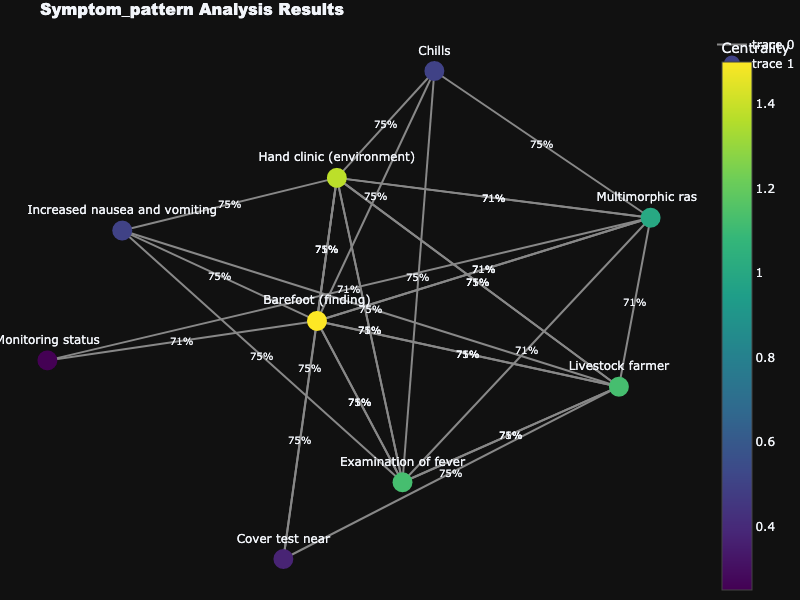 Symptom_pattern Analysis Results
Chills
trace 0
Centrality
trace 1
1.4
75%
75%
Hand clinic (environment)
75%
71%
Multimorphic ras
75%
Increased nausea and vomiting
1.2
75%
71%
75%
75%
71%
75%
1
71%
Barefoot (finding)
75%
71%
75%
Monitoring status
71%
75%
71%
75%
75%
Livestock farmer
0.8
75%
0.6
75%
75%
75%
Examination of fever
75%
0.4
Cover test near